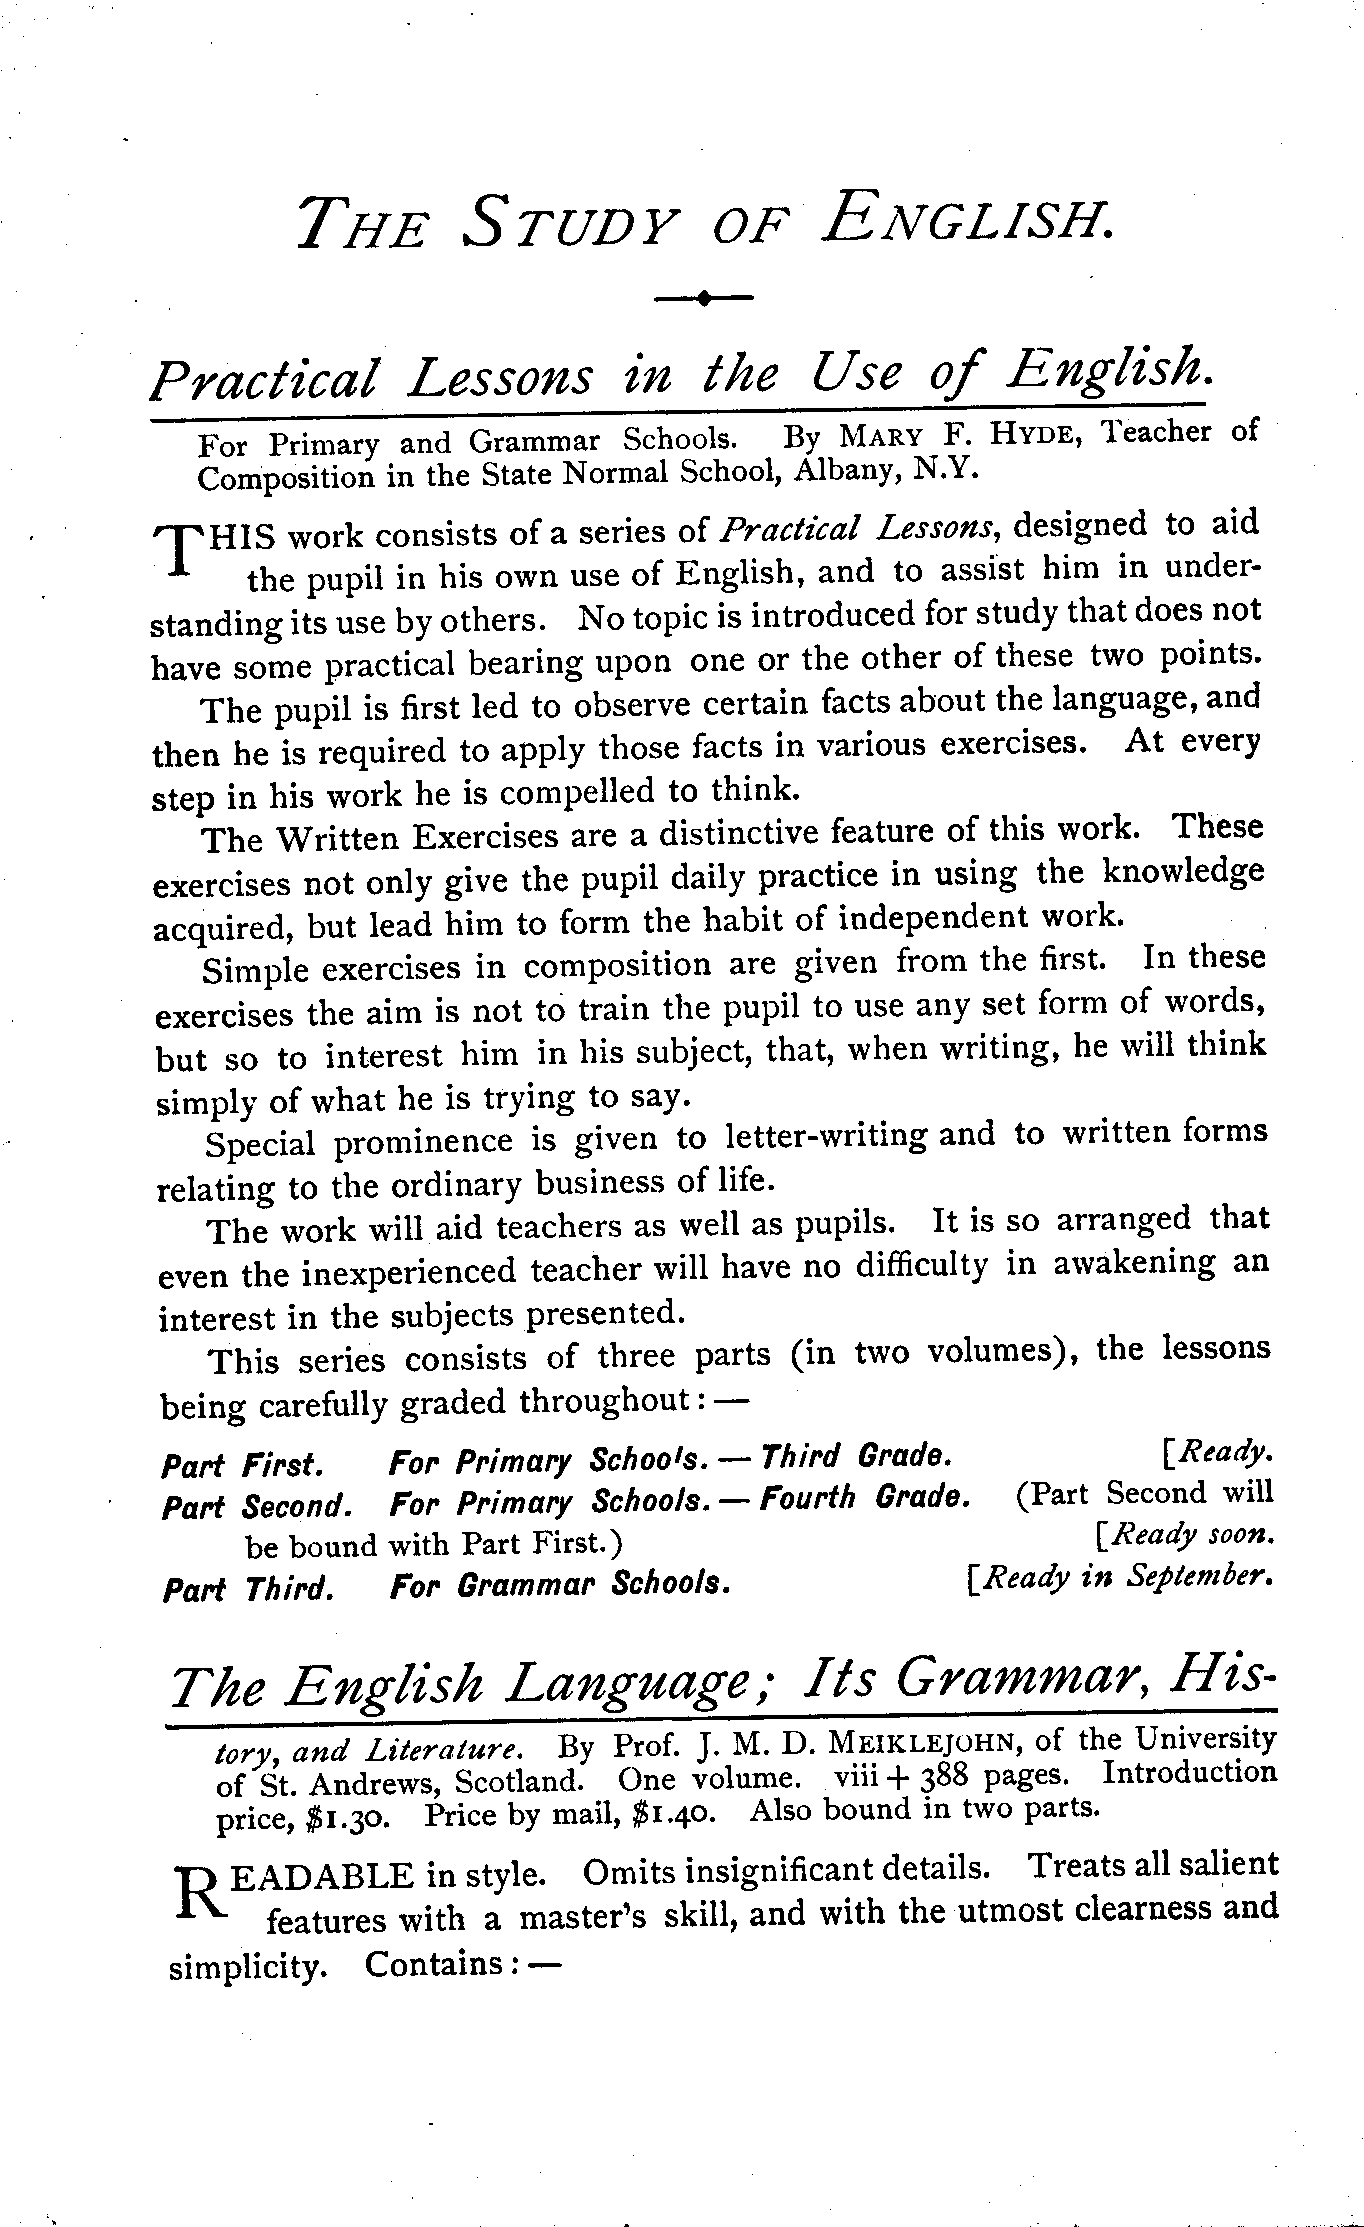 THE STUDY OF ENGLISH.
Practical Lessons in the Use of English.
For Primary and Grammar Schools. By MARY F. HYDE, Teacher of
Composition in the State Normal School, Albany, N.Y.
THIS work consists of a series of Practical Lessons, designed to aid
the pupil in his own use of English, and to assist him in under-
standing its use by others. No topic is introduced for study that does not
have some practical bearing upon one or the other of these two points.
The pupil is first led to observe certain facts about the language, and
then he is required to apply those facts in various exercises. At every
step in his work he is compelled to think.
The Written Exercises are a distinctive feature of this work. These
exercises not only give the pupil daily practice in using the knowledge
acquired, but lead him to form the habit of independent work.
Simple exercises in composition are given from the first. In these
exercises the aim is not to train the pupil to use any set form of words,
but so to interest him in his subject, that, when writing, he will think
simply of what he is trying to say.
Special prominence is given to letter-writing and to written forms
relating to the ordinary business of life.
The work will aid teachers as well as pupils. It is so arranged that
even the inexperienced teacher will have no difficulty in awakening an
interest in the subjects presented.
This series consists of three parts (in two volumes), the lessons
being carefully graded throughout: —
Part First. For Primary Schools. — Third Grade. [Ready.
Part Second. For Primary Schools. — Fourth Grade. (Part Second will
be bound with Part First.) [Ready soon.
Part Third. For Grammar Schools. [Ready in September.
The English Language; Its Grammar, His-
tory, and Literature. By Prof. J. M. D. MEIKLEJOHN, of the University
of St. Andrews, Scotland. One volume. viii + 388 pages. Introduction
price, $1.30. Price by mail, $1.40. Also bound in two parts.
READABLE in style. Omits insignificant details. Treats all salient
features with a master's skill, and with the utmost clearness and
simplicity. Contains: —